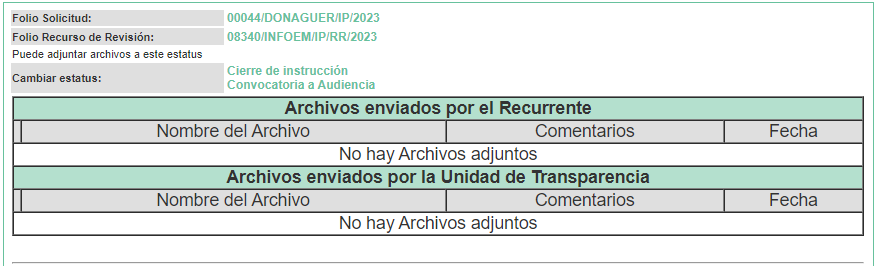 Folio Solicitud: 00044/DONAGUER/IP/2023
Folio Recurso de Revisión: 08340/INFOEM/IP/RR/2023
Puede adjuntar archivos a este estatus
Cambiar estatus: Cierre de instrucción
Convocatoria a Audiencia
Archivos enviados por el Recurrente
Nombre del Archivo Comentarios Fecha
No hay Archivos adjuntos
Archivos enviados por la Unidad de Transparencia
Nombre del Archivo Comentarios Fecha
No hay Archivos adjuntos